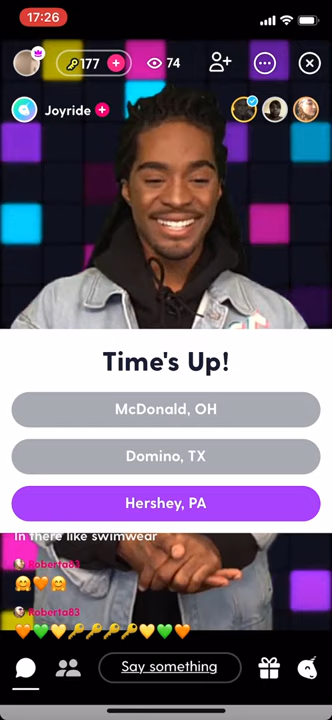 17:26
177
74
Joyride
Time's Up!
McDonald, OH
Domino, TX
Hershey, PA
In there like swimwear
Roberta83
Roberta83
Say something